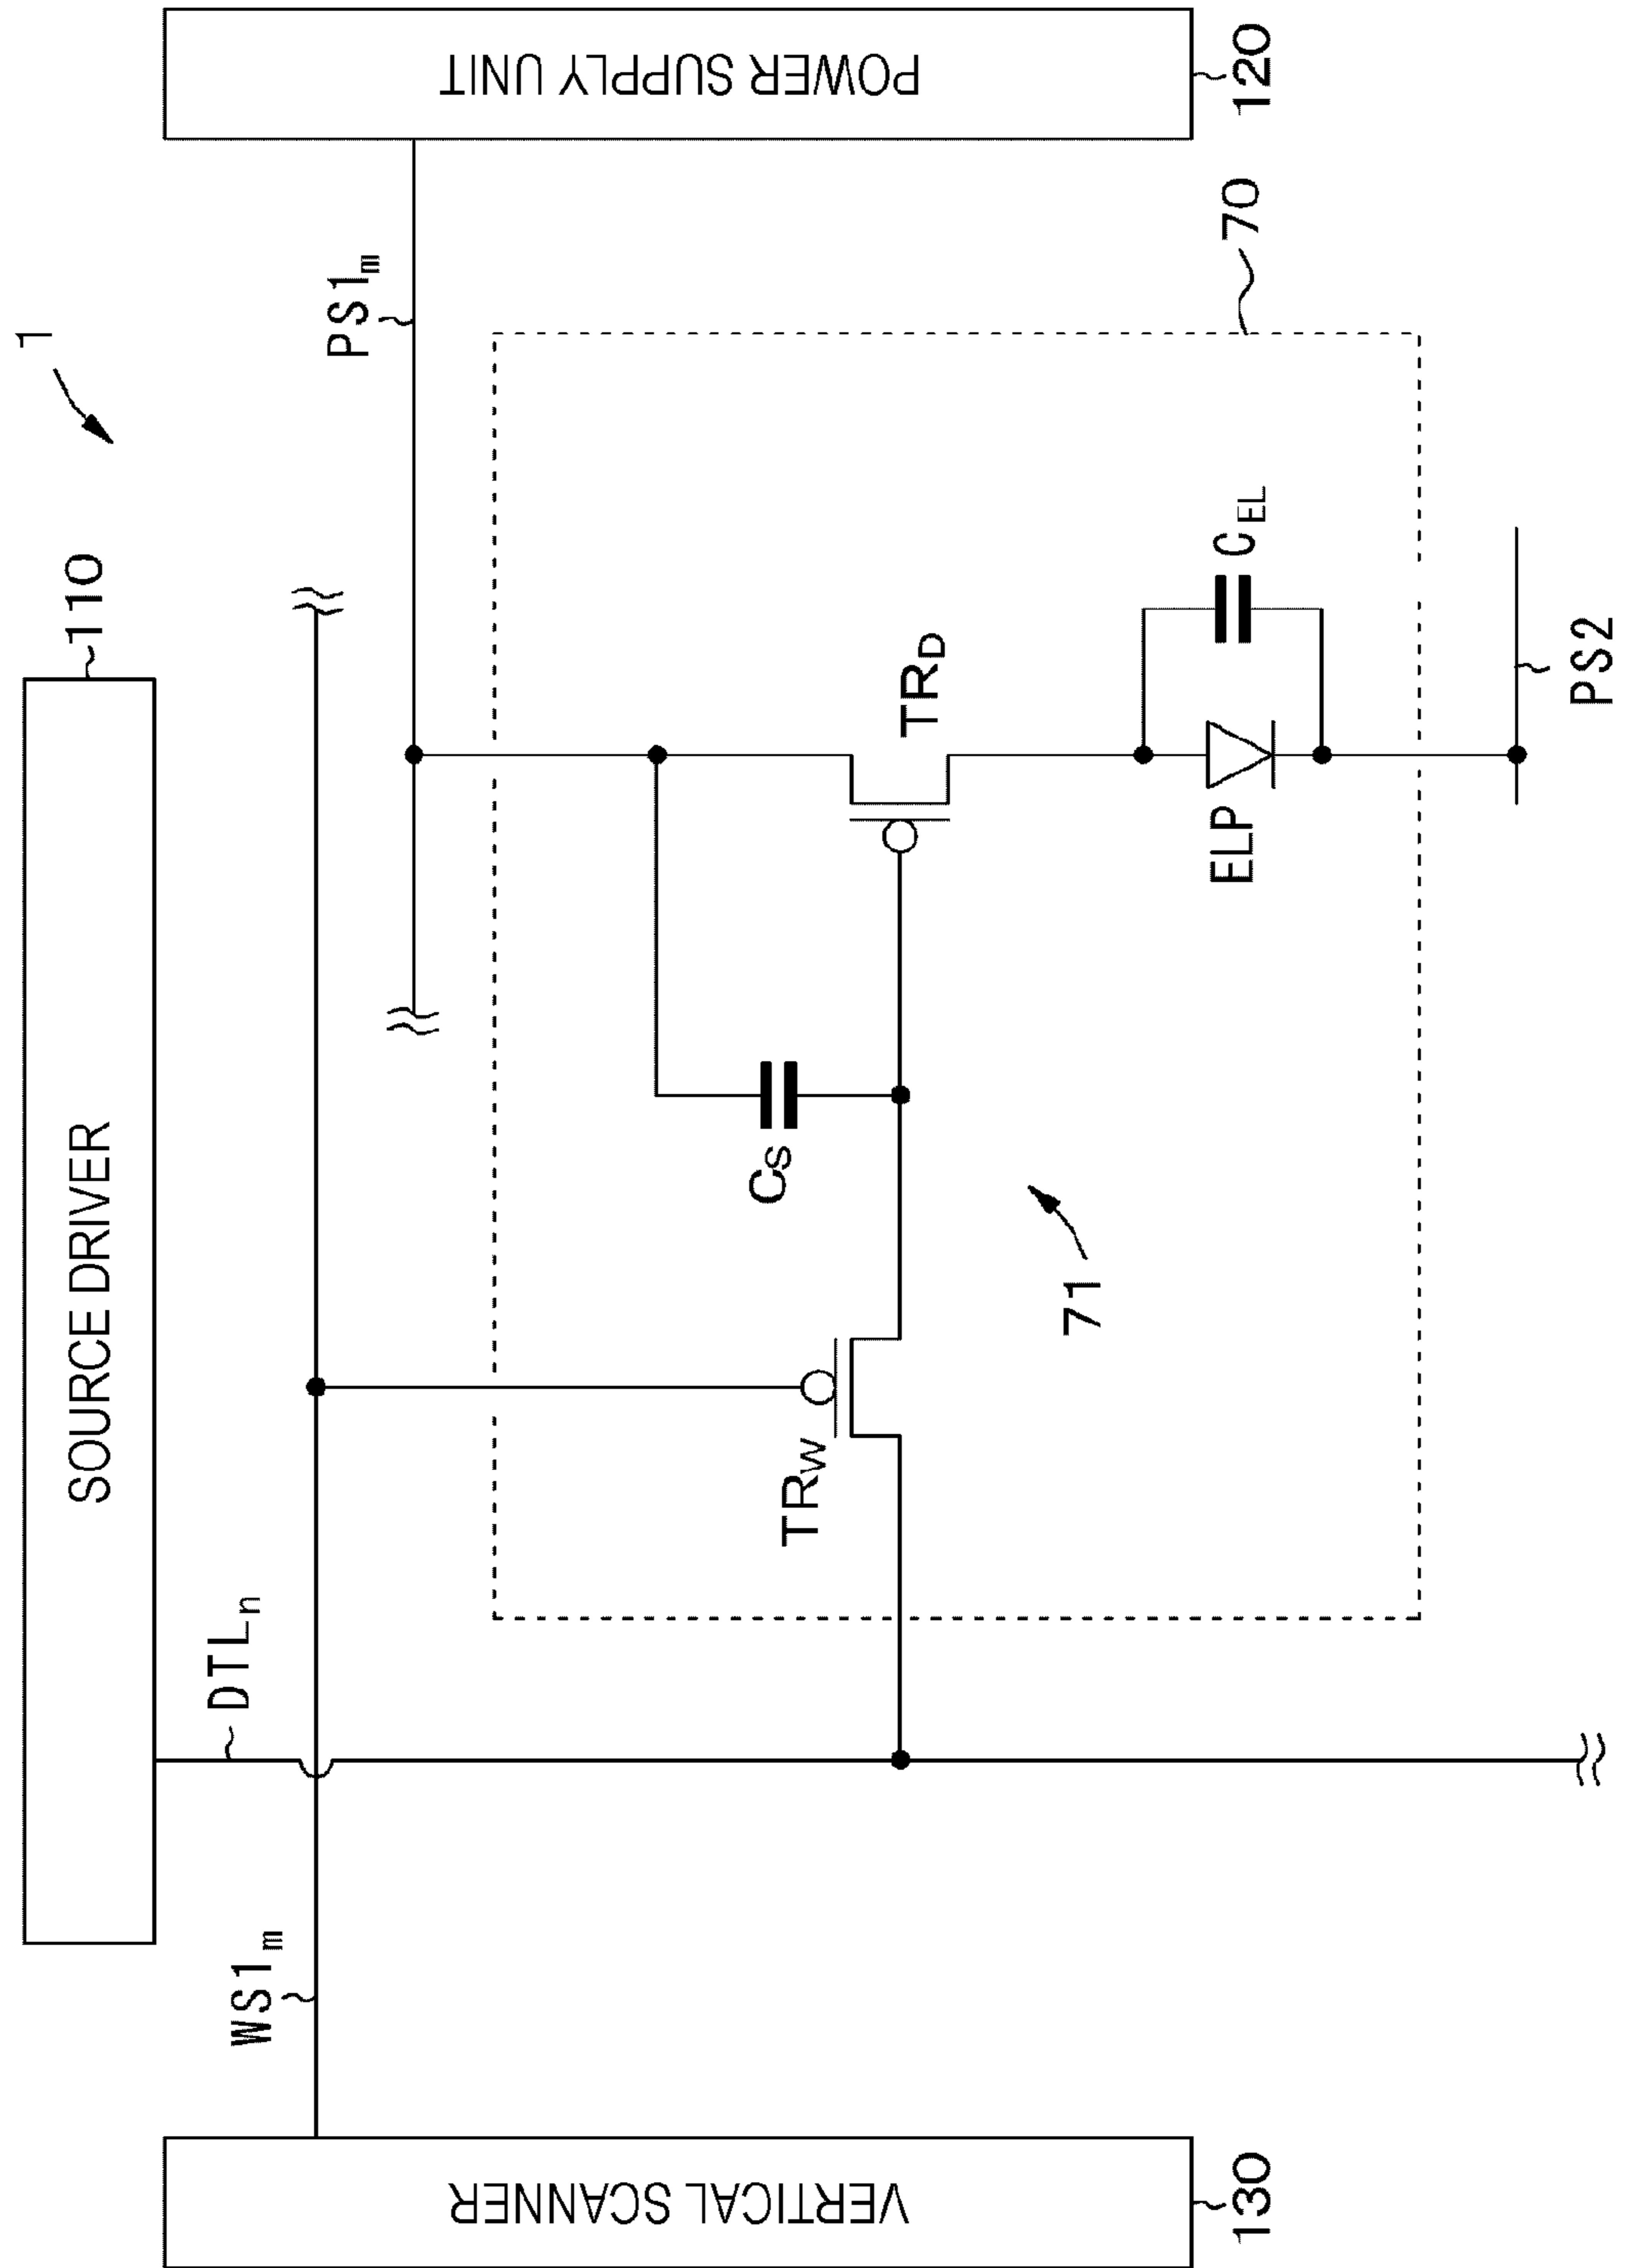 1
SOURCE DRIVER
110
WS1m
DTLn
PS1m
VERTICAL SCANNER
130
POWER SUPPLY UNIT
120
70
TRW
CS
TRD
71
ELP
CEL
PS2